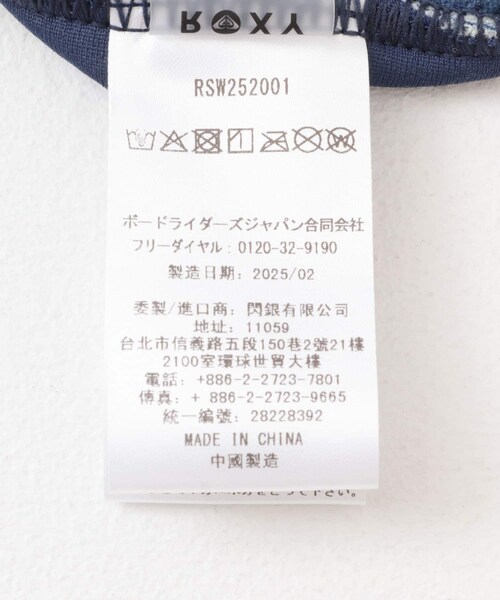 ROXY
RSW252001
ボードライダーズジャパン合同会社
フリーダイヤル：0120-32-9190
製造日期：2025/02
委製/進口商：閃銀有限公司
地址：11059
台北市信義路五段150巷2號21樓
2100室環球世貿大樓
電話：+886-2-2723-7801
傳真：+ 886-2-2723-9665
統一編號：28228392
MADE IN CHINA
中國製造